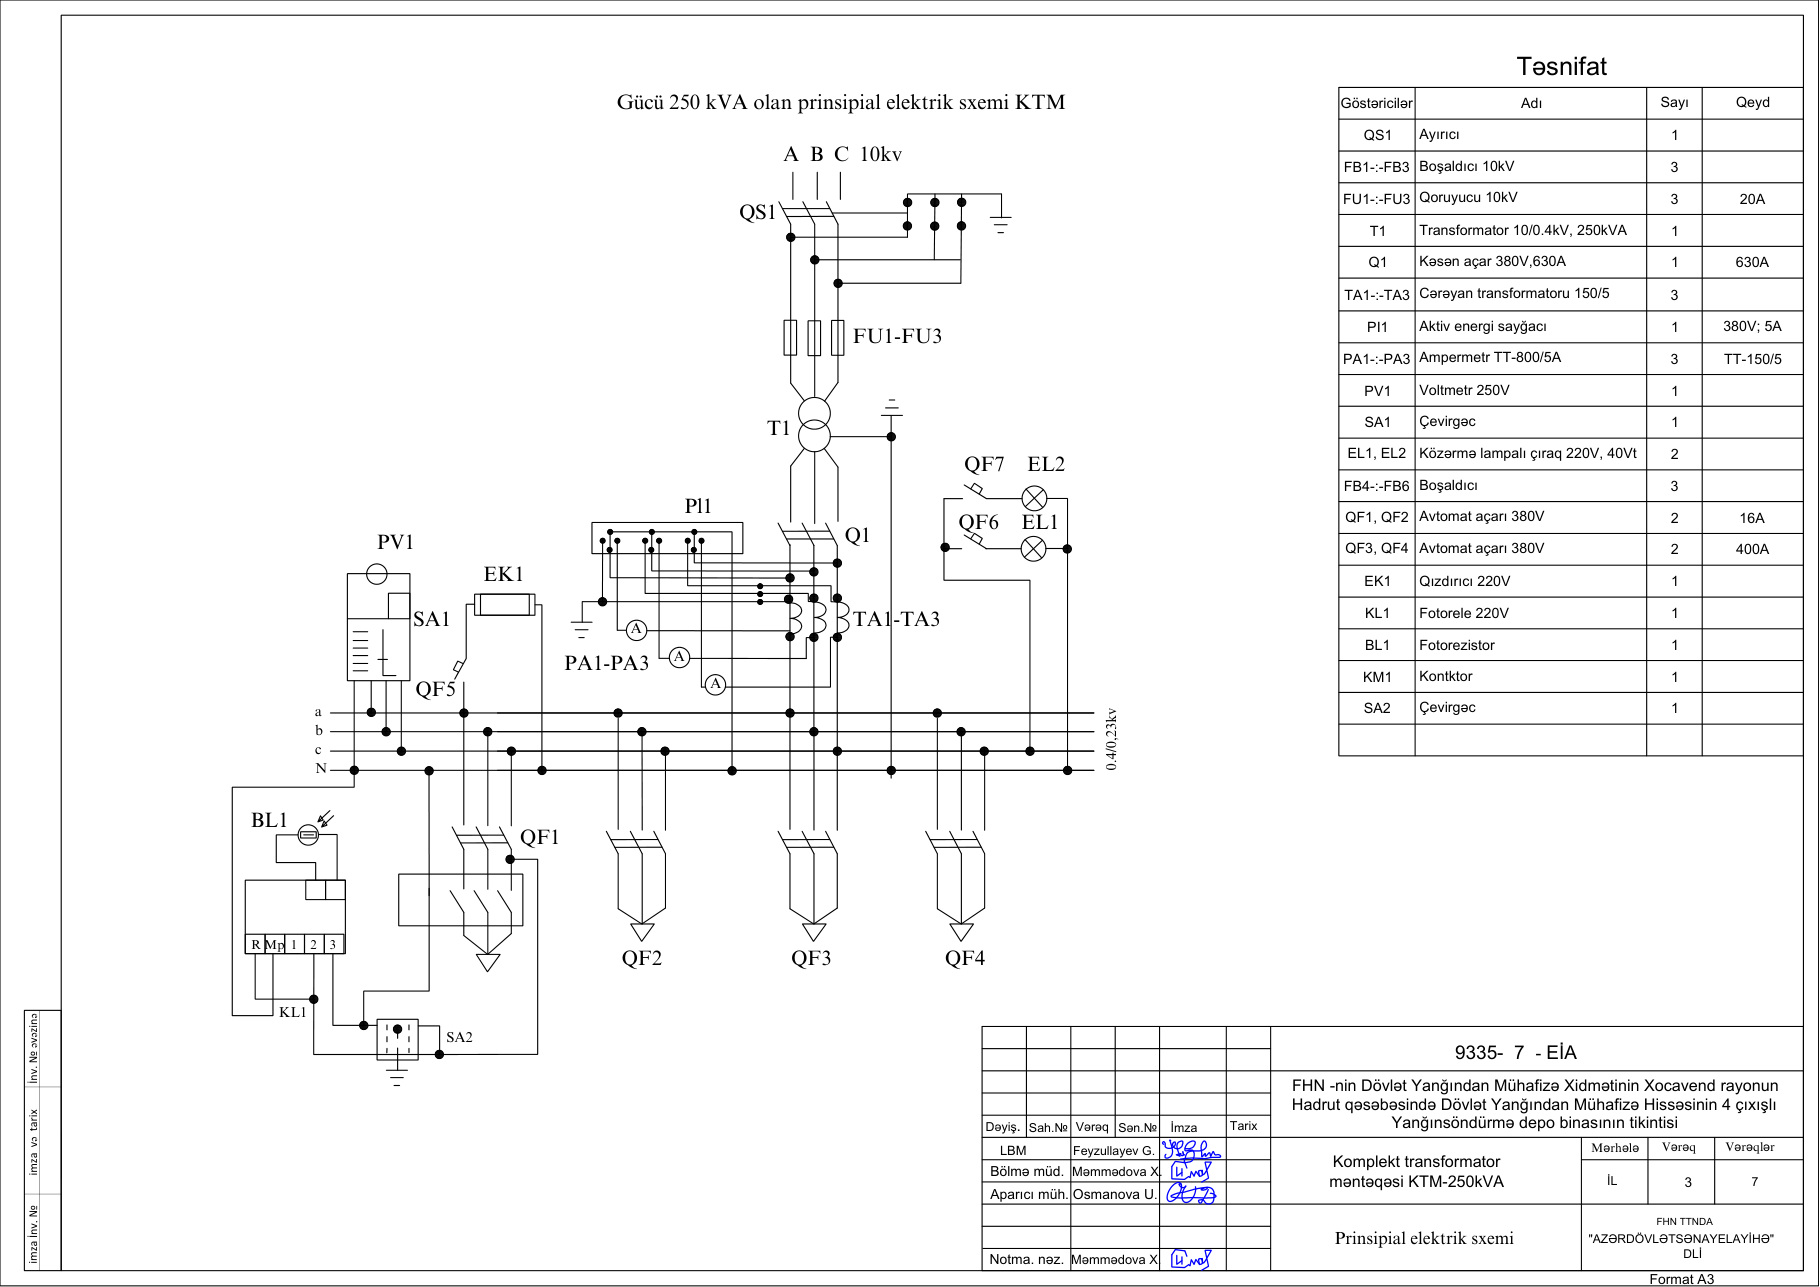 Gücü 250 kVA olan prinsipial elektrik sxemi KTM
A B C 10kv
QS1
FU1-FU3
T1
QF7 EL2
QF6 EL1
Pl1
Q1
PV1
EK1
SA1
TA1-TA3
A
PA1-PA3
A
A
QF5
a
b
c
N
0.4/0,23kv
BL1
QF1
R Mp 1 2 3
QF2
QF3
QF4
KL1
SA2
Təsnifat
Göstəricilər Adı Sayı Qeyd
QS1 Ayırıcı 1
FB1-:-FB3 Boşaldıcı 10kV 3
FU1-:-FU3 Qoruyucu 10kV 3 20A
T1 Transformator 10/0.4kV, 250kVA 1
Q1 Kəsən açar 380V,630A 1 630A
TA1-:-TA3 Cərəyan transformatoru 150/5 3
PI1 Aktiv energi sayğacı 1 380V; 5A
PA1-:-PA3 Ampermetr TT-800/5A 3 TT-150/5
PV1 Voltmetr 250V 1
SA1 Çevirgəc 1
EL1, EL2 Közərmə lampalı çıraq 220V, 40Vt 2
FB4-:-FB6 Boşaldıcı 3
QF1, QF2 Avtomat açarı 380V 2 16A
QF3, QF4 Avtomat açarı 380V 2 400A
EK1 Qızdırıcı 220V 1
KL1 Fotorele 220V 1
BL1 Fotorezistor 1
KM1 Kontktor 1
SA2 Çevirgəc 1
İnv. № əvəzinə
imza və tarix
imza İnv. №
9335- 7 - EİA
FHN -nin Dövlət Yanğından Mühafizə Xidmətinin Xocavend rayonun
Hadrut qəsəbəsində Dövlət Yanğından Mühafizə Hissəsinin 4 çıxışlı
Yanğınsöndürmə depo binasının tikintisi
Dəyiş. Sah.№ Vərəq Sən.№ İmza Tarix
LBM Feyzullayev G.
Bölmə müd. Məmmədova X.
Aparıcı müh. Osmanova U.
Notma. nəz. Məmmədova X.
Komplekt transformator
məntəqəsi KTM-250kVA
Mərhələ Vərəq Vərəqlər
İL 3 7
Prinsipial elektrik sxemi
FHN TTNDA
"AZƏRDÖVLƏTSƏNAYELAYİHƏ"
DLİ
Format A3